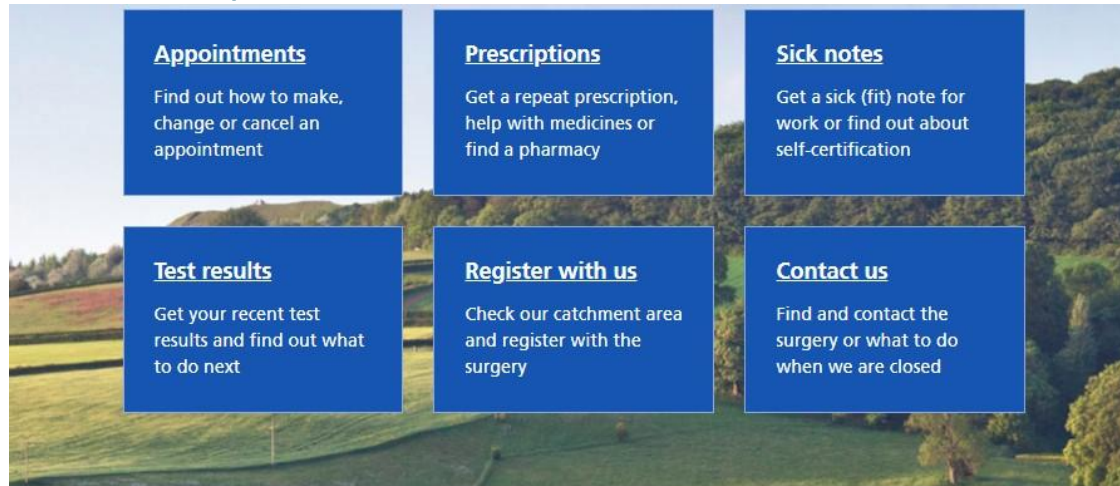 Appointments
Find out how to make,
change or cancel an
appointment
Prescriptions
Get a repeat prescription,
help with medicines or
find a pharmacy
Sick notes
Get a sick (fit) note for
work or find out about
self-certification
Test results
Get your recent test
results and find out what
to do next
Register with us
Check our catchment area
and register with the
surgery
Contact us
Find and contact the
surgery or what to do
when we are closed